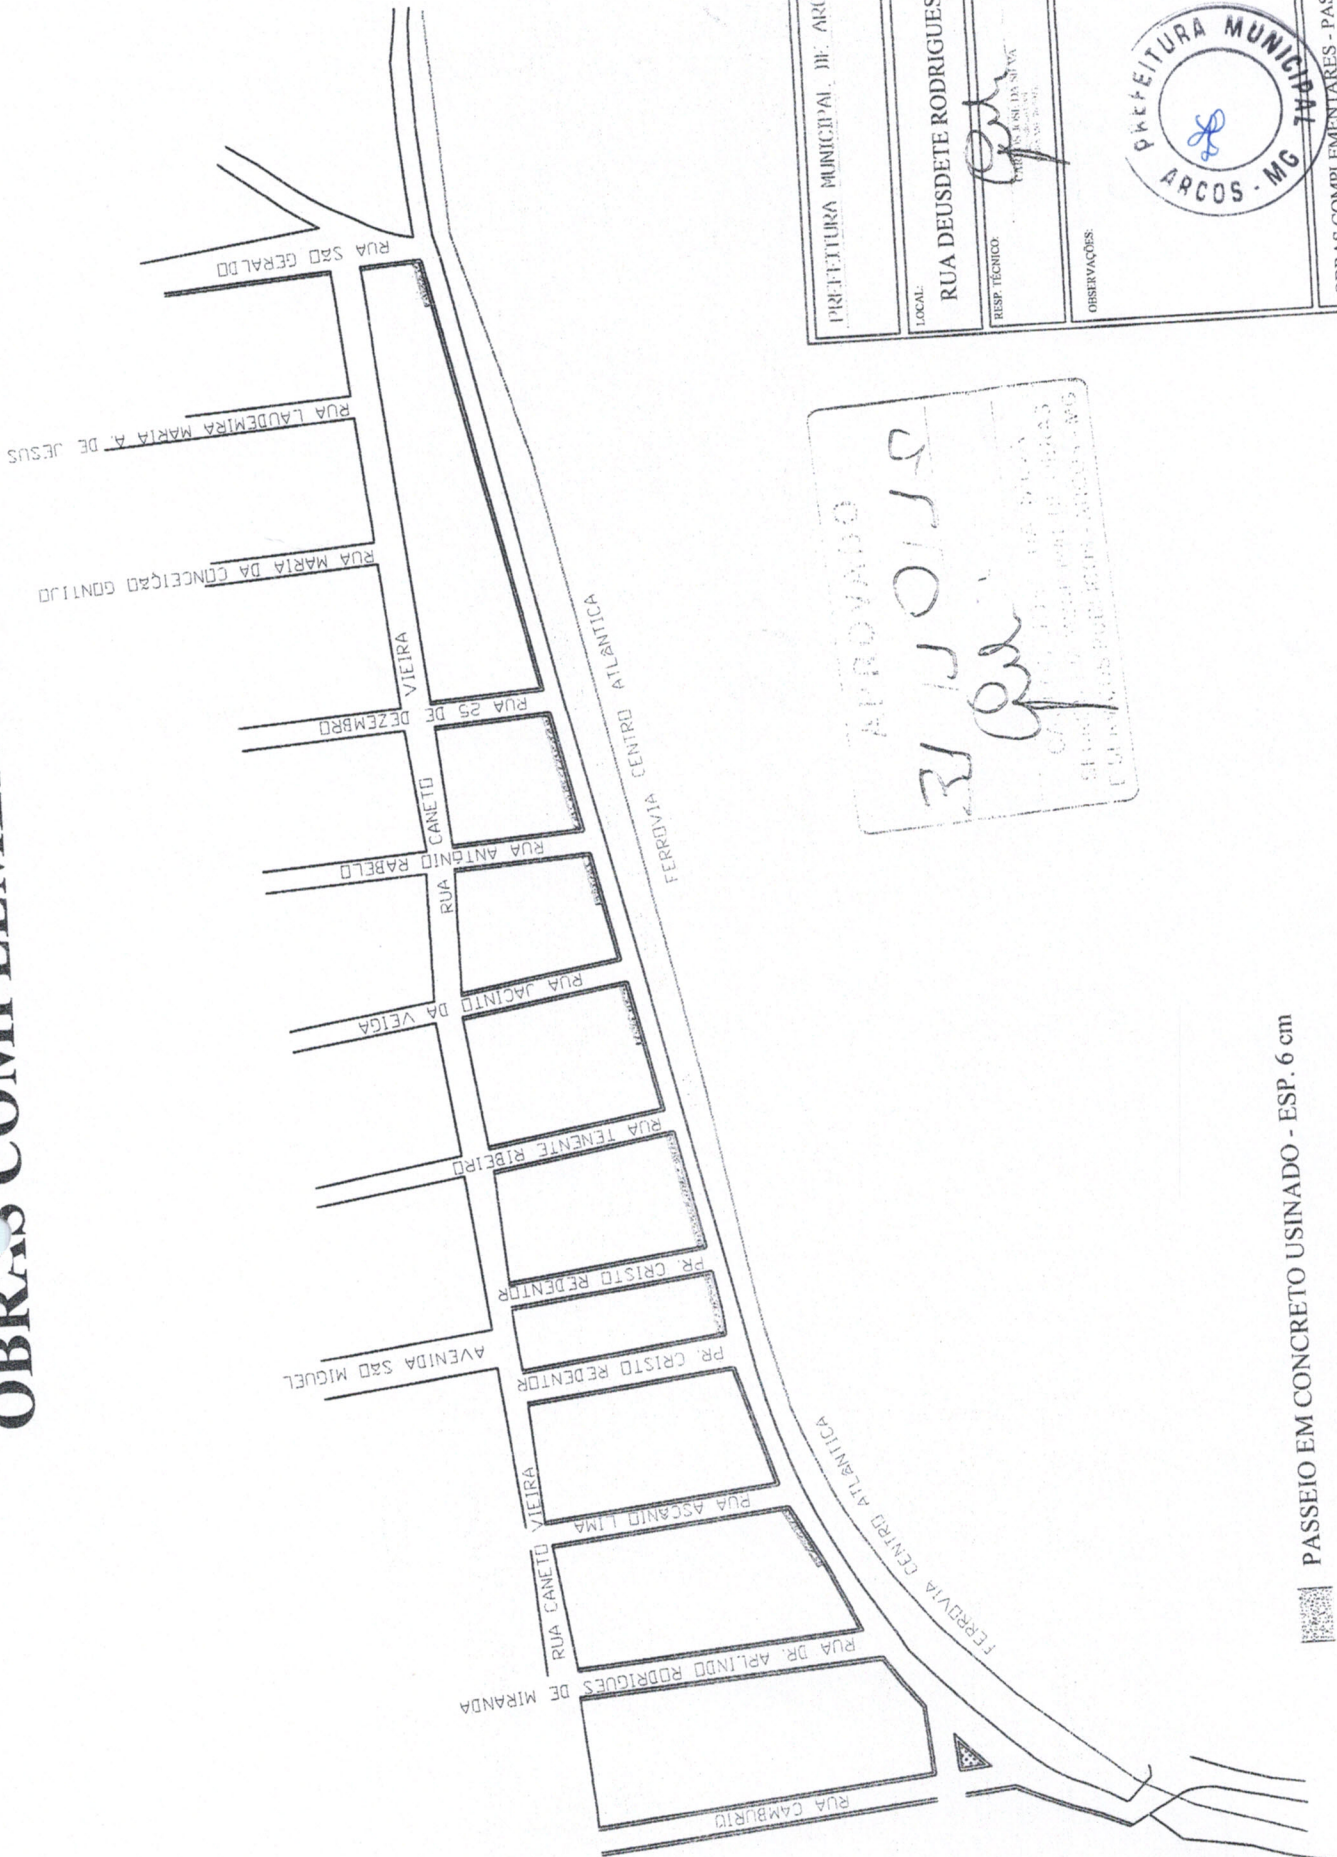 RUA SÃO GERALDO
RUA LAUDEMIRA MARIA A. DE JESUS
RUA MARIA DA CONCEIÇÃO GONTIJO
VIEIRA
RUA 25 DE DEZEMBRO
CANETO
RUA ANTÔNIO RABELO
RUA
RUA JACINTO DA VEIGA
RUA TENENTE RIBEIRO
PR. CRISTO REDENTOR
AVENIDA SÃO MIGUEL
PR. CRISTO REDENTOR
RUA CANETO VIEIRA
RUA ASCÂNIO LIMA
RUA DR. ARLINDO RODRIGUES DE MIRANDA
RUA CAMBURIO
FERROVIA CENTRO ATLÂNTICA
FERROVIA CENTRO ATLÂNTICA
PREFEITURA MUNICIPAL DE
LOCAL:
RUA DEUSDETE RODRIGUES
RESP. TÉCNICO:
OBSERVAÇÕES:
PREFEITURA MUNICIPAL
ARCOS - MG
OBRAS COMPLEMENTARES -
APROVADO
PASSEIO EM CONCRETO USINADO - ESP. 6 cm
OBRAS